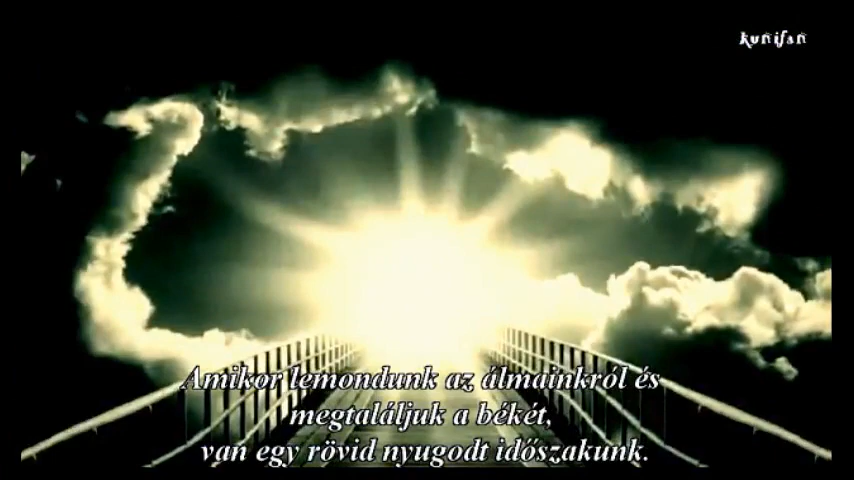 kunifan
Amikor lemondunk az álmainkról és
megtaláljuk a békét,
van egy rövid nyugodt időszakunk.